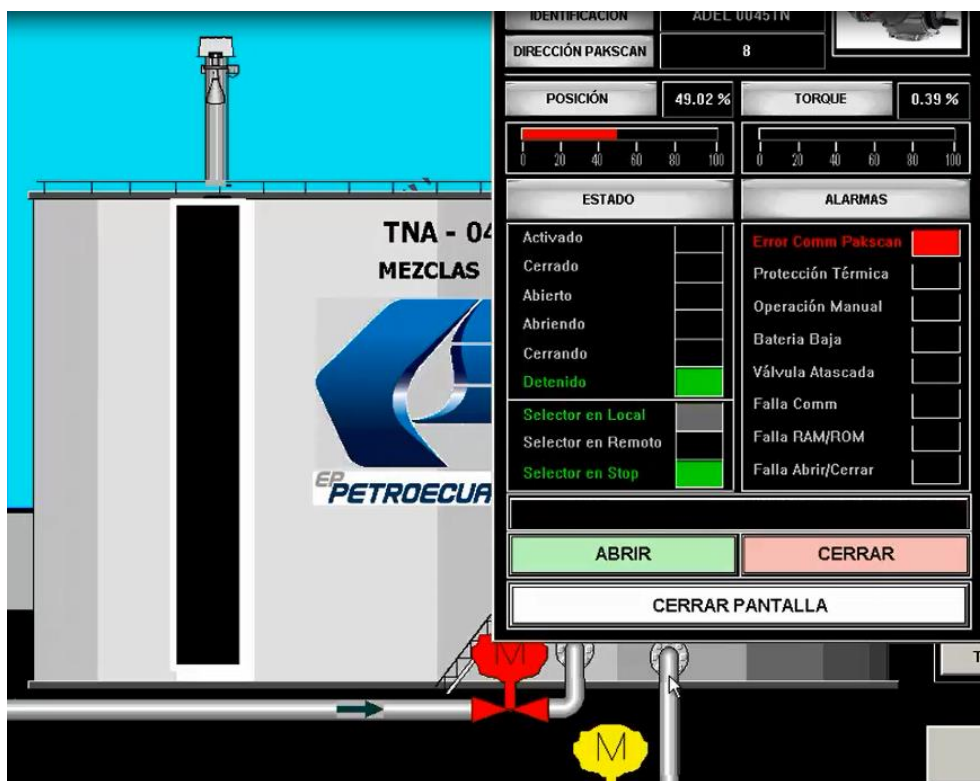 IDENTIFICACIÓN
ADEL 0045TN
DIRECCIÓN PAKSCAN
8
POSICIÓN
49.02 %
TORQUE
0.39 %
0 20 40 60 80 100
0 20 40 60 80 100
ESTADO
ALARMAS
Activado
Cerrado
Abierto
Abriendo
Cerrando
Detenido
Selector en Local
Selector en Remoto
Selector en Stop
Error Comm Pakscan
Protección Térmica
Operación Manual
Bateria Baja
Válvula Atascada
Falla Comm
Falla RAM/ROM
Falla Abrir/Cerrar
ABRIR
CERRAR
CERRAR PANTALLA
TNA - 04
MEZCLAS
EP
PETROECUA
M
M
T